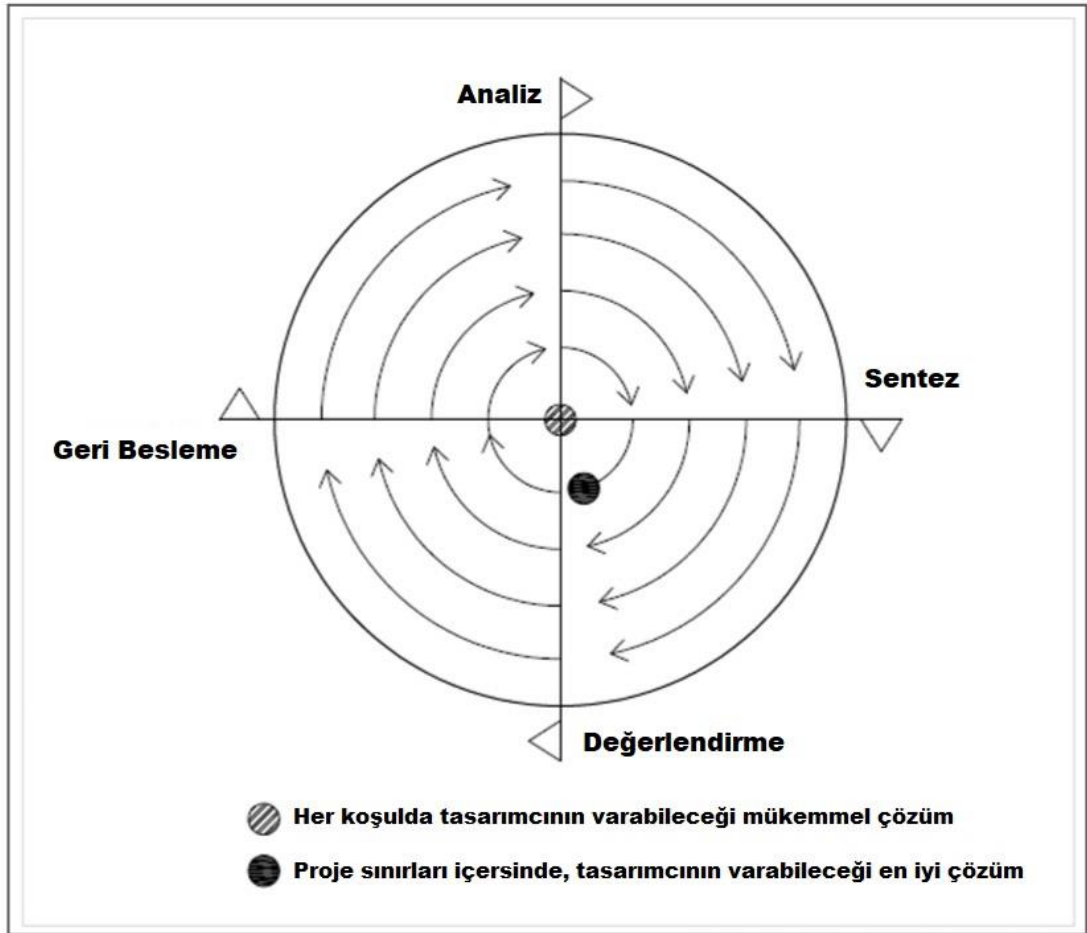 Analiz
Sentez
Geri Besleme
Değerlendirme
Her koşulda tasarımcının varabileceği mükemmel çözüm
Proje sınırları içersinde, tasarımcının varabileceği en iyi çözüm